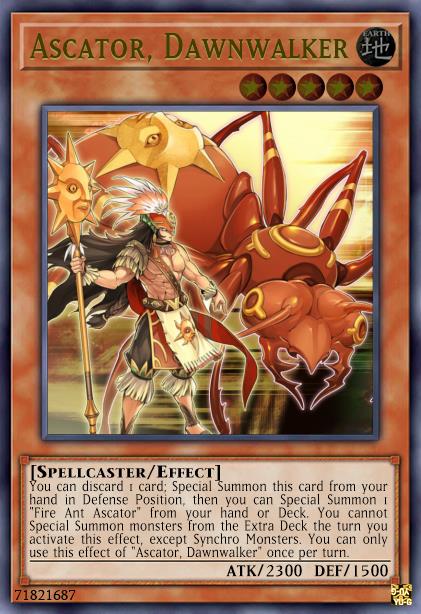 Ascator, Dawnwalker
EARTH
地
[Spellcaster/Effect]
You can discard 1 card; Special Summon this card from your
hand in Defense Position, then you can Special Summon 1
"Fire Ant Ascator" from your hand or Deck. You cannot
Special Summon monsters from the Extra Deck the turn you
activate this effect, except Synchro Monsters. You can only
use this effect of "Ascator, Dawnwalker" once per turn.
ATK/2300 DEF/1500
71821687